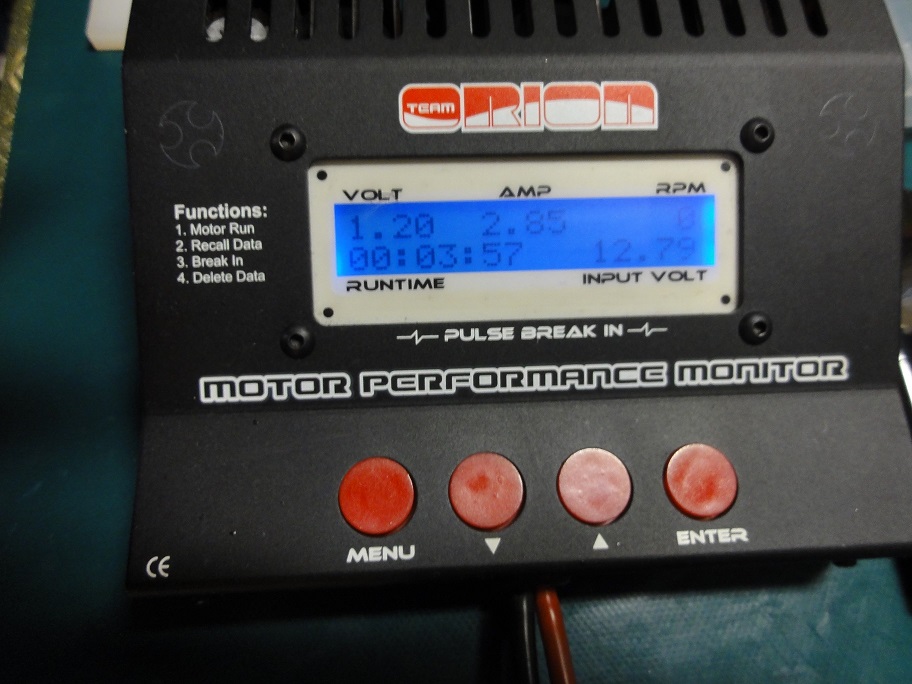 TEAM ORION
VOLT AMP RPM
1.20 2.85 0
00:03:57 12.79
RUNTIME INPUT VOLT
Functions:
1. Motor Run
2. Recall Data
3. Break In
4. Delete Data
PULSE BREAK IN
MOTOR PERFORMANCE MONITOR
MENU ▼ ▲ ENTER
CE